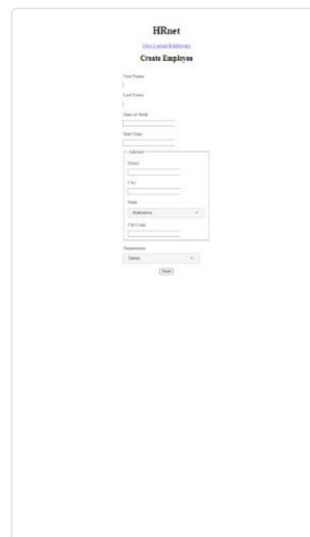 HRnet
View Current Employees
Create Employee
First Name
Last Name
Date of Birth
Start Date
Address
Street
City
State
Zip Code
Department
Sales
Save